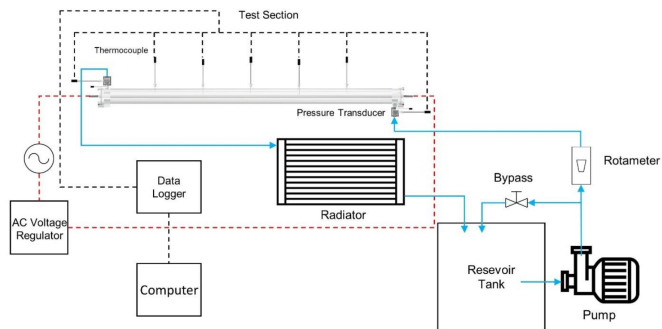 Test Section
Thermocouple
Pressure Transducer
Rotameter
Bypass
Data
Logger
Radiator
AC Voltage
Regulator
Resevoir
Tank
Computer
Pump